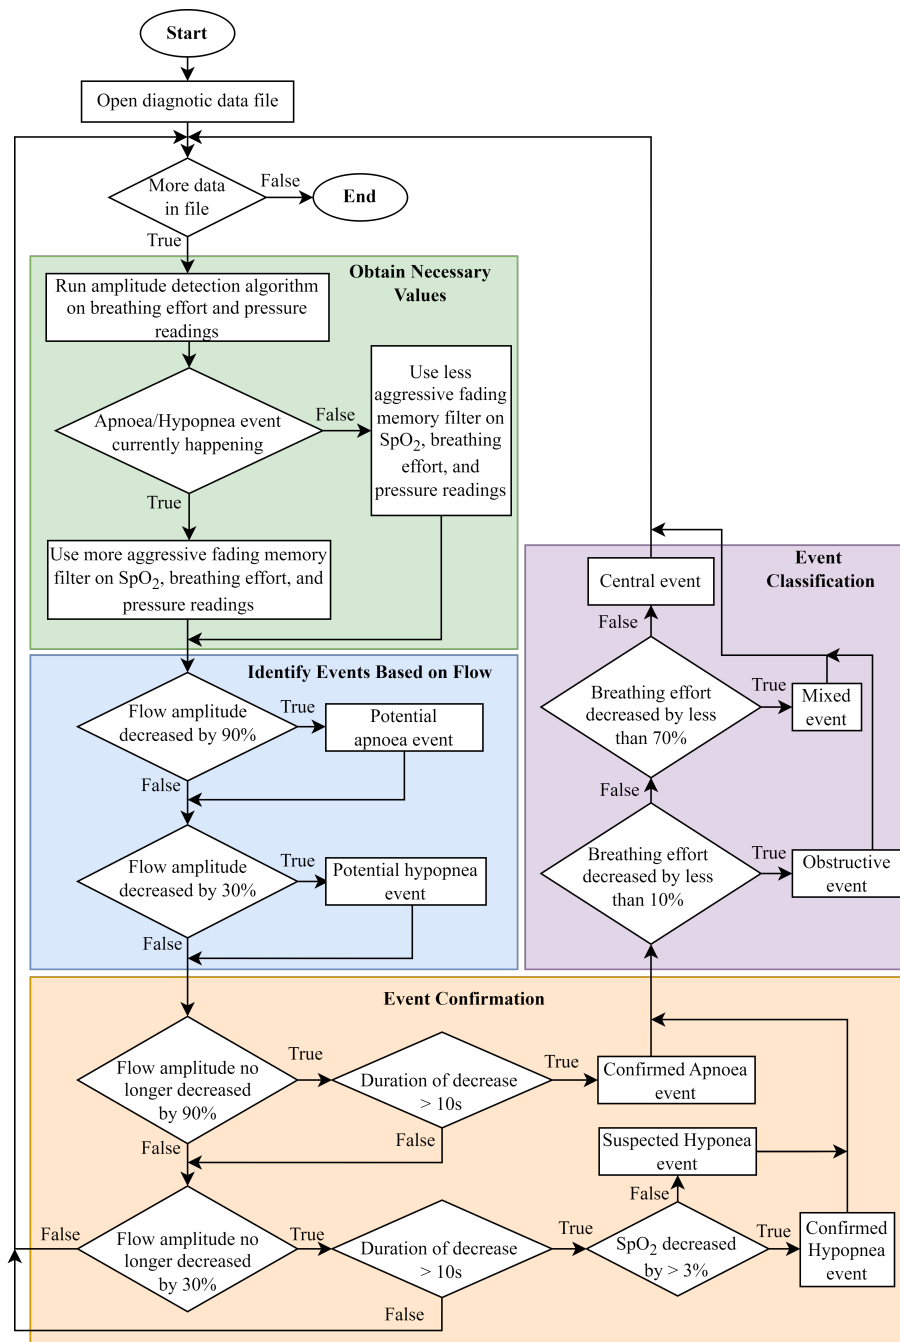 Start
Open diagnotic data file
More data
in file
False
End
True
Obtain Necessary
Values
Run amplitude detection algorithm
on breathing effort and pressure
readings
Use less
aggressive fading
memory filter on
SpO2, breathing
effort, and
pressure readings
Apnoea/Hypopnea event
currently happening
False
True
Use more aggressive fading memory
filter on SpO2, breathing effort, and
pressure readings
Identify Events Based on Flow
Flow amplitude
decreased by 90%
True
Potential
apnoea event
False
Flow amplitude
decreased by 30%
True
Potential hypopnea
event
False
Event
Classification
Central event
False
Breathing effort
decreased by less
than 70%
True
Mixed
event
False
Breathing effort
decreased by less
than 10%
True
Obstructive
event
Event Confirmation
Flow amplitude no
longer decreased
by 90%
True
Duration of decrease
> 10s
True
Confirmed Apnoea
event
False
False
Suspected Hyponea
event
False
False
Flow amplitude no
longer decreased
by 30%
True
Duration of decrease
> 10s
True
SpO2 decreased
by > 3%
True
Confirmed
Hypopnea
event
False